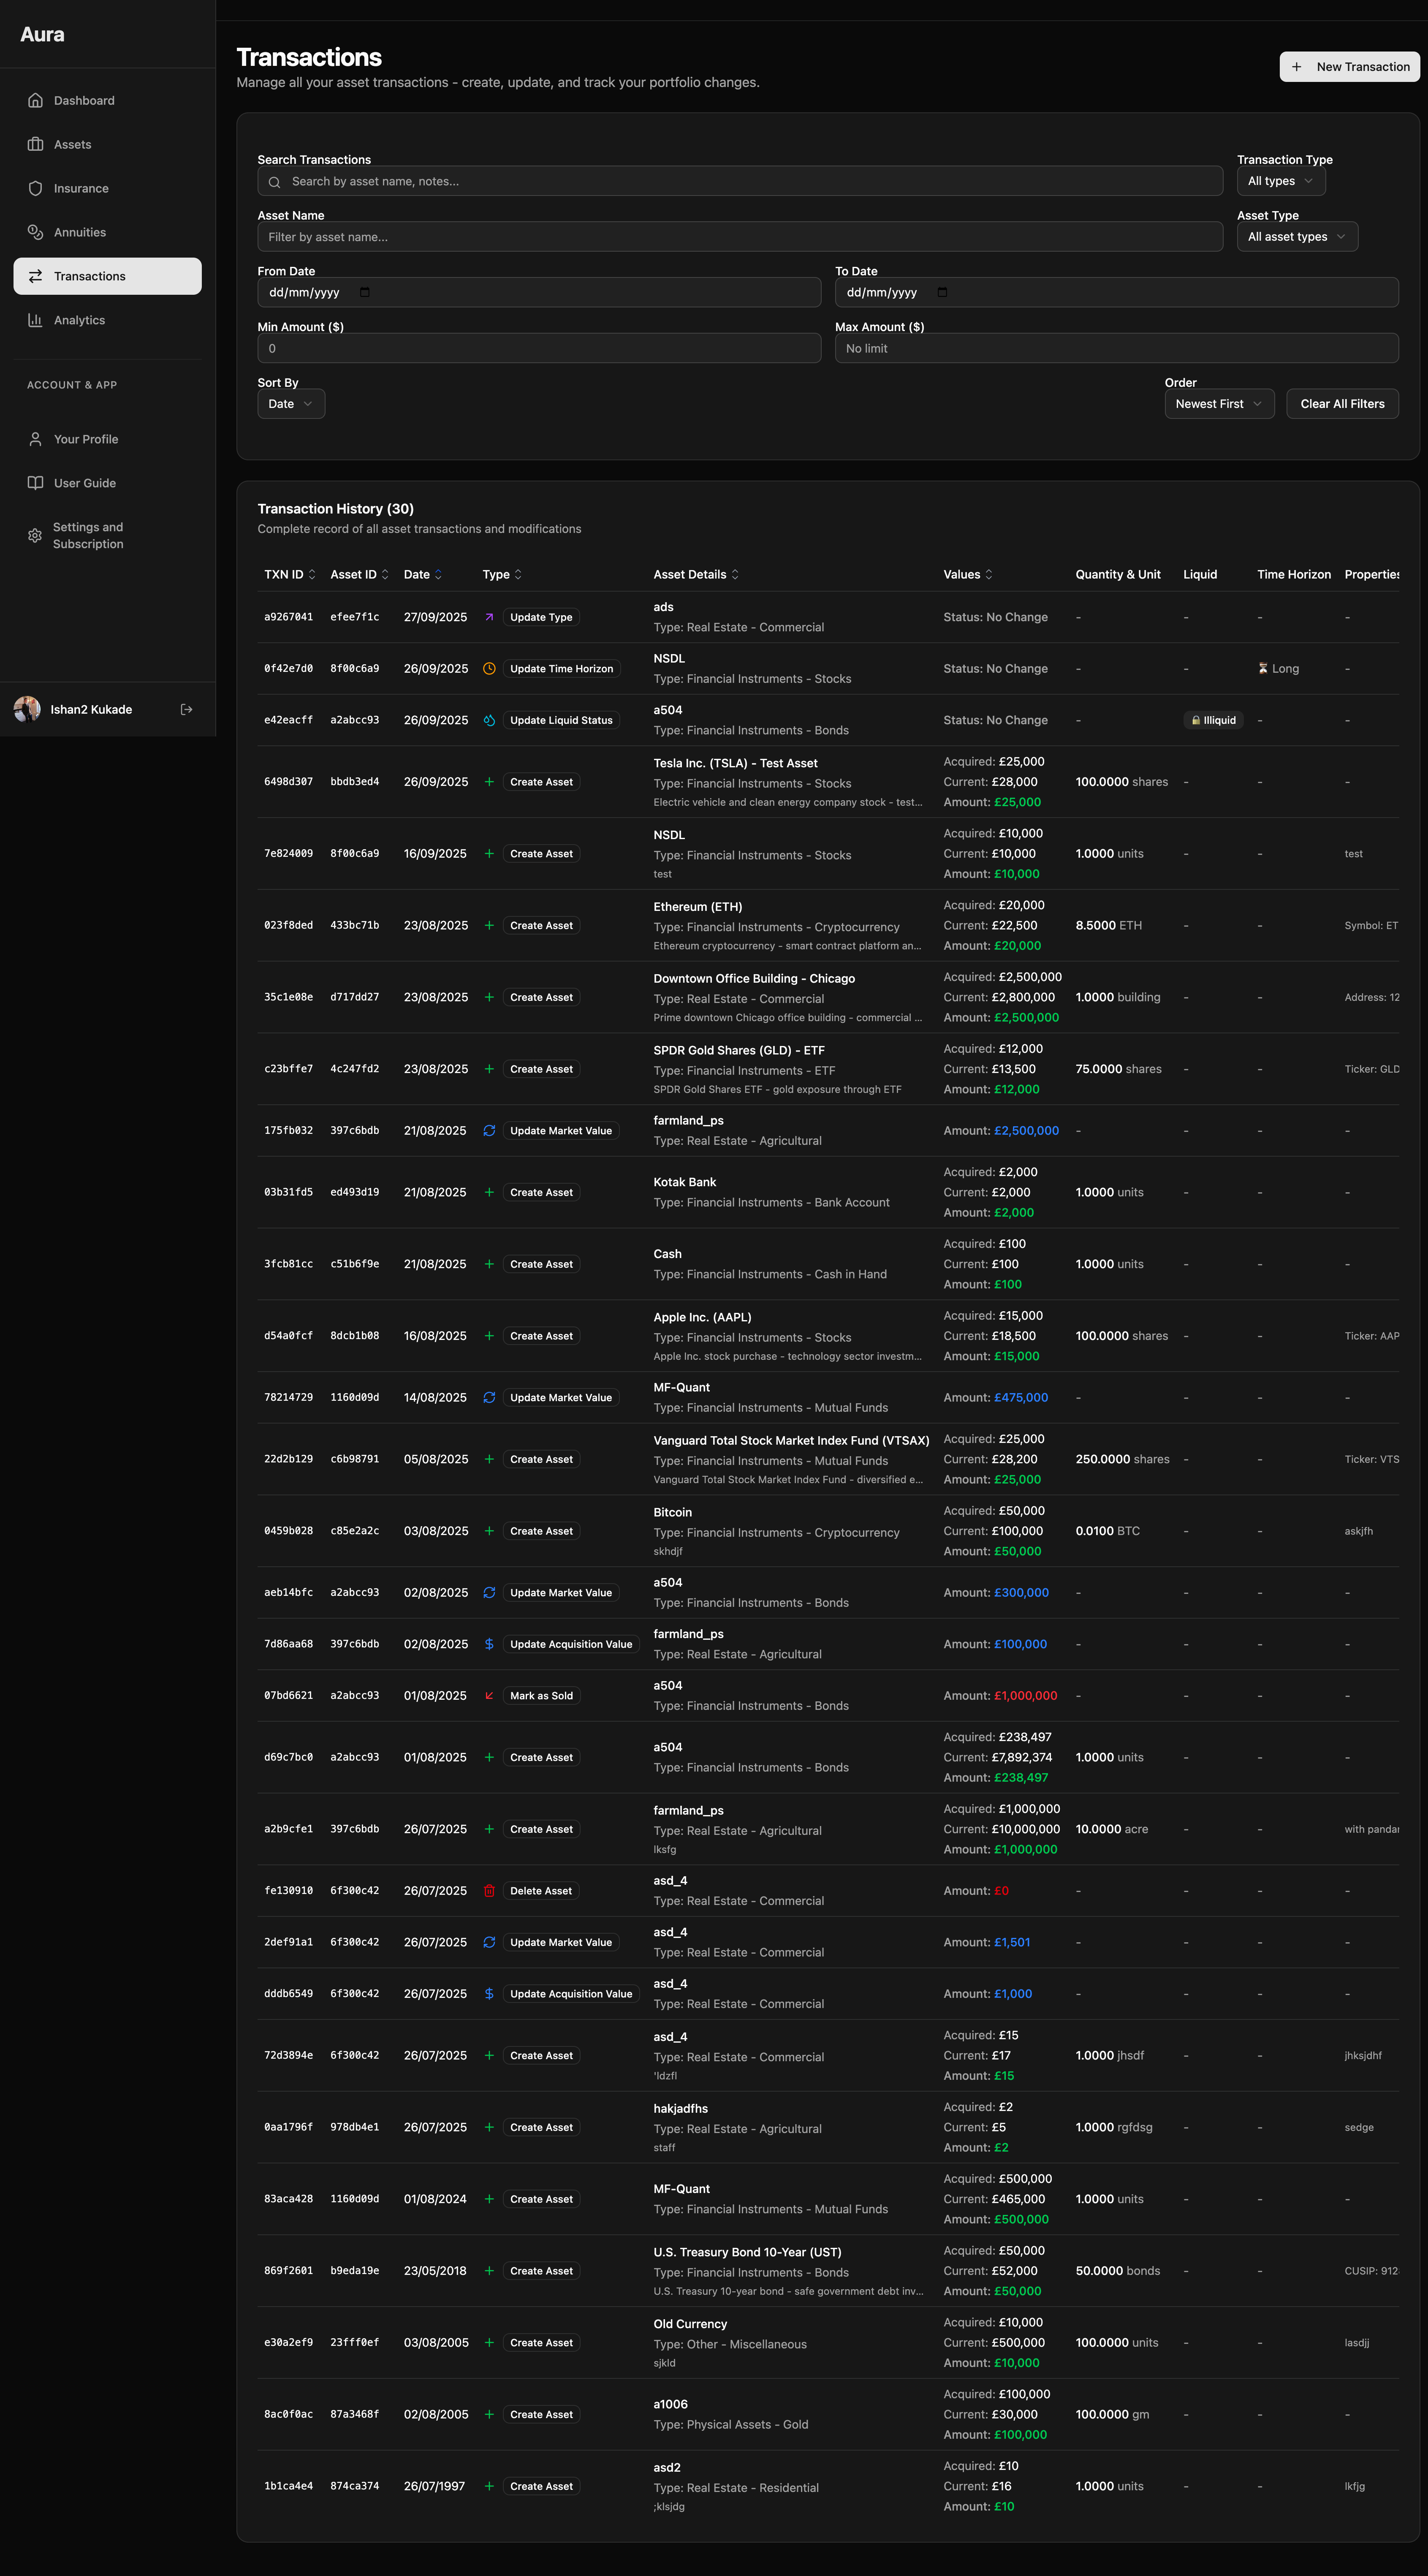 Aura
Dashboard
Assets
Insurance
Annuities
Transactions
Analytics
ACCOUNT & APP
Your Profile
User Guide
Settings and
Subscription
Ishan2 Kukade
Transactions
Manage all your asset transactions - create, update, and track your portfolio changes.
+ New Transaction
Search Transactions
Search by asset name, notes...
Transaction Type
All types
Asset Name
Filter by asset name...
Asset Type
All asset types
From Date
dd/mm/yyyy
To Date
dd/mm/yyyy
Min Amount ($)
0
Max Amount ($)
No limit
Sort By
Date
Order
Newest First
Clear All Filters
Transaction History (30)
Complete record of all asset transactions and modifications
TXN ID Asset ID Date Type Asset Details Values Quantity & Unit Liquid Time Horizon Properties
a9267041 efee7f1c 27/09/2025 Update Type
ads
Type: Real Estate - Commercial
Status: No Change - - - -
0f42e7d0 8f00c6a9 26/09/2025 Update Time Horizon
NSDL
Type: Financial Instruments - Stocks
Status: No Change - - ⏳ Long -
e42eacff a2abcc93 26/09/2025 Update Liquid Status
a504
Type: Financial Instruments - Bonds
Status: No Change - 🔒 Illiquid - -
6498d307 bbdb3ed4 26/09/2025 Create Asset
Tesla Inc. (TSLA) - Test Asset
Type: Financial Instruments - Stocks
Electric vehicle and clean energy company stock - test...
Acquired: £25,000
Current: £28,000
Amount: £25,000
100.0000 shares - - -
7e824009 8f00c6a9 16/09/2025 Create Asset
NSDL
Type: Financial Instruments - Stocks
test
Acquired: £10,000
Current: £10,000
Amount: £10,000
1.0000 units - - test
023f8ded 433bc71b 23/08/2025 Create Asset
Ethereum (ETH)
Type: Financial Instruments - Cryptocurrency
Ethereum cryptocurrency - smart contract platform an...
Acquired: £20,000
Current: £22,500
Amount: £20,000
8.5000 ETH - - Symbol: ET
35c1e08e d717dd27 23/08/2025 Create Asset
Downtown Office Building - Chicago
Type: Real Estate - Commercial
Prime downtown Chicago office building - commercial ...
Acquired: £2,500,000
Current: £2,800,000
Amount: £2,500,000
1.0000 building - - Address: 12
c23bffe7 4c247fd2 23/08/2025 Create Asset
SPDR Gold Shares (GLD) - ETF
Type: Financial Instruments - ETF
SPDR Gold Shares ETF - gold exposure through ETF
Acquired: £12,000
Current: £13,500
Amount: £12,000
75.0000 shares - - Ticker: GLD
175fb032 397c6bdb 21/08/2025 Update Market Value
farmland_ps
Type: Real Estate - Agricultural
Amount: £2,500,000 - - - -
03b31fd5 ed493d19 21/08/2025 Create Asset
Kotak Bank
Type: Financial Instruments - Bank Account
Acquired: £2,000
Current: £2,000
Amount: £2,000
1.0000 units - - -
3fcb81cc c51b6f9e 21/08/2025 Create Asset
Cash
Type: Financial Instruments - Cash in Hand
Acquired: £100
Current: £100
Amount: £100
1.0000 units - - -
d54a0fcf 8dcb1b08 16/08/2025 Create Asset
Apple Inc. (AAPL)
Type: Financial Instruments - Stocks
Apple Inc. stock purchase - technology sector investm...
Acquired: £15,000
Current: £18,500
Amount: £15,000
100.0000 shares - - Ticker: AAP
78214729 1160d09d 14/08/2025 Update Market Value
MF-Quant
Type: Financial Instruments - Mutual Funds
Amount: £475,000 - - - -
22d2b129 c6b98791 05/08/2025 Create Asset
Vanguard Total Stock Market Index Fund (VTSAX)
Type: Financial Instruments - Mutual Funds
Vanguard Total Stock Market Index Fund - diversified e...
Acquired: £25,000
Current: £28,200
Amount: £25,000
250.0000 shares - - Ticker: VTS
0459b028 c85e2a2c 03/08/2025 Create Asset
Bitcoin
Type: Financial Instruments - Cryptocurrency
skhdjf
Acquired: £50,000
Current: £100,000
Amount: £50,000
0.0100 BTC - - askjfh
aeb14bfc a2abcc93 02/08/2025 Update Market Value
a504
Type: Financial Instruments - Bonds
Amount: £300,000 - - - -
7d86aa68 397c6bdb 02/08/2025 Update Acquisition Value
farmland_ps
Type: Real Estate - Agricultural
Amount: £100,000 - - - -
07bd6621 a2abcc93 01/08/2025 Mark as Sold
a504
Type: Financial Instruments - Bonds
Amount: £1,000,000 - - - -
d69c7bc0 a2abcc93 01/08/2025 Create Asset
a504
Type: Financial Instruments - Bonds
Acquired: £238,497
Current: £7,892,374
Amount: £238,497
1.0000 units - - -
a2b9cfe1 397c6bdb 26/07/2025 Create Asset
farmland_ps
Type: Real Estate - Agricultural
lksfg
Acquired: £1,000,000
Current: £10,000,000
Amount: £1,000,000
10.0000 acre - - with pandar
fe130910 6f300c42 26/07/2025 Delete Asset
asd_4
Type: Real Estate - Commercial
Amount: £0 - - - -
2def91a1 6f300c42 26/07/2025 Update Market Value
asd_4
Type: Real Estate - Commercial
Amount: £1,501 - - - -
dddb6549 6f300c42 26/07/2025 Update Acquisition Value
asd_4
Type: Real Estate - Commercial
Amount: £1,000 - - - -
72d3894e 6f300c42 26/07/2025 Create Asset
asd_4
Type: Real Estate - Commercial
'ldzfl
Acquired: £15
Current: £17
Amount: £15
1.0000 jhsdf - - jhksjdhf
0aa1796f 978db4e1 26/07/2025 Create Asset
hakjadfhs
Type: Real Estate - Agricultural
staff
Acquired: £2
Current: £5
Amount: £2
1.0000 rgfdsg - - sedge
83aca428 1160d09d 01/08/2024 Create Asset
MF-Quant
Type: Financial Instruments - Mutual Funds
Acquired: £500,000
Current: £465,000
Amount: £500,000
1.0000 units - - -
869f2601 b9eda19e 23/05/2018 Create Asset
U.S. Treasury Bond 10-Year (UST)
Type: Financial Instruments - Bonds
U.S. Treasury 10-year bond - safe government debt inv...
Acquired: £50,000
Current: £52,000
Amount: £50,000
50.0000 bonds - - CUSIP: 912
e30a2ef9 23fff0ef 03/08/2005 Create Asset
Old Currency
Type: Other - Miscellaneous
sjkld
Acquired: £10,000
Current: £500,000
Amount: £10,000
100.0000 units - - lasdjj
8ac0f0ac 87a3468f 02/08/2005 Create Asset
a1006
Type: Physical Assets - Gold
Acquired: £100,000
Current: £30,000
Amount: £100,000
100.0000 gm - - -
1b1ca4e4 874ca374 26/07/1997 Create Asset
asd2
Type: Real Estate - Residential
;klsjdg
Acquired: £10
Current: £16
Amount: £10
1.0000 units - - lkfjg